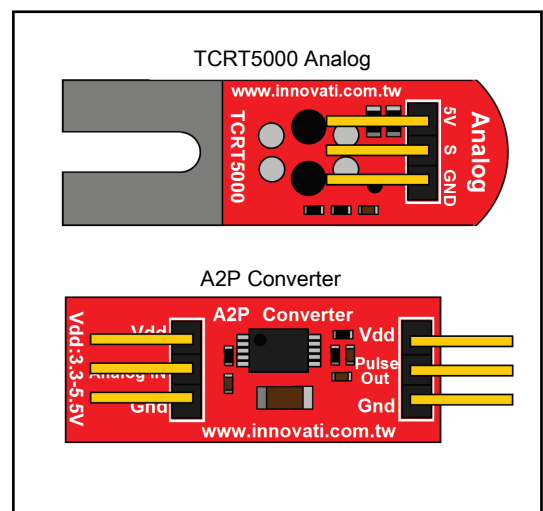 TCRT5000 Analog
www.innovati.com.tw
TCRT5000
5V
S
GND
Analog
A2P Converter
A2P Converter
Vdd:3.3-5.5V
Vdd
Analog IN
Gnd
Vdd
Pulse
Out
Gnd
www.innovati.com.tw